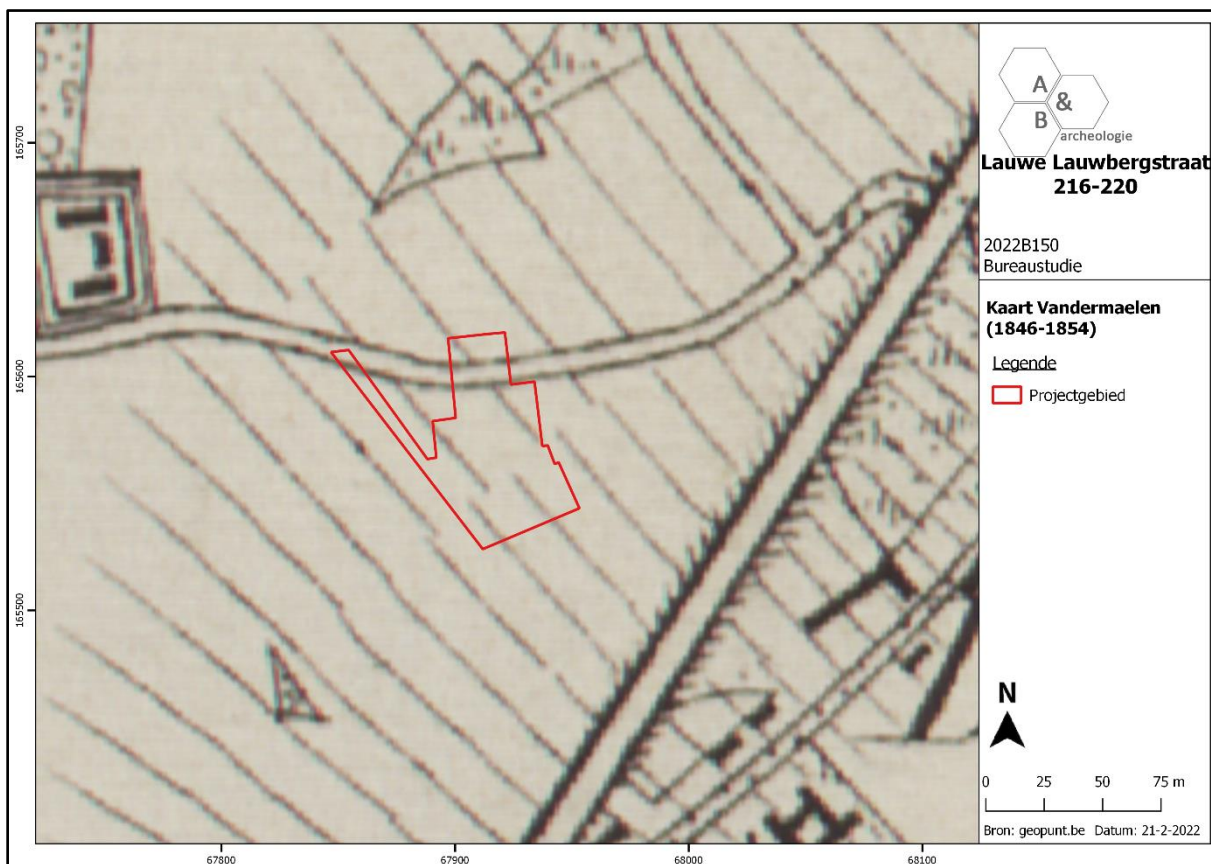 A
&
B
archeologie
Lauwe Lauwbergstraat
216-220
2022B150
Bureaustudie
Kaart Vandermaelen
(1846-1854)
Legende
Projectgebied
N
0 25 50 75 m
Bron: geopunt.be Datum: 21-2-2022
165700
165600
165500
67800 67900 68000 68100